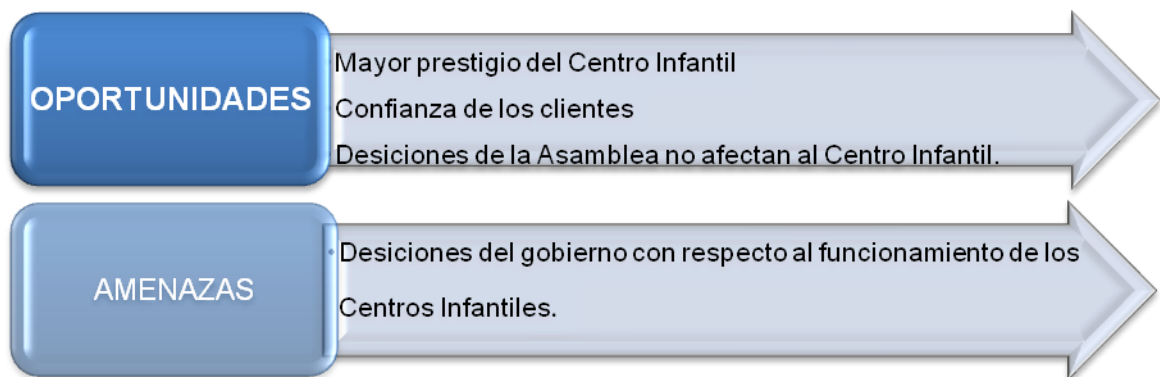 OPORTUNIDADES
Mayor prestigio del Centro Infantil
Confianza de los clientes
Desiciones de la Asamblea no afectan al Centro Infantil.
AMENAZAS
• Desiciones del gobierno con respecto al funcionamiento de los
Centros Infantiles.